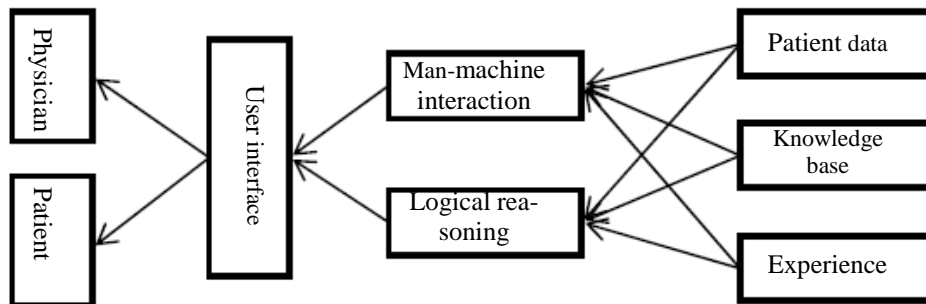 Physician
Patient
User interface
Man-machine
interaction
Logical rea-
soning
Patient data
Knowledge
base
Experience